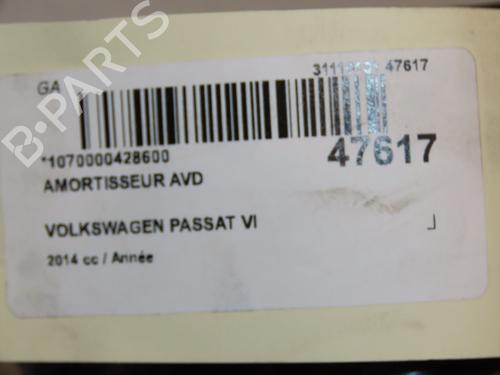 GA
47617
*1070000428600
47617
AMORTISSEUR AVD
VOLKSWAGEN PASSAT VI
2014 cc / Année
B-PARTS